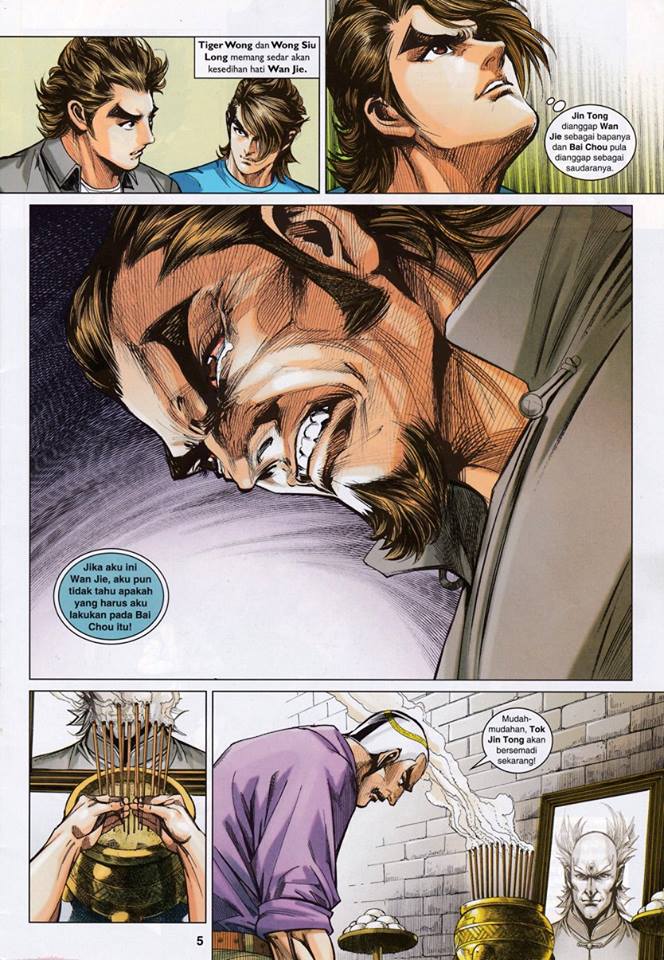 Tiger Wong dan Wong Siu
Long memang sedar akan
kesedihan hati Wan Jie.
Jin Tong
dianggap Wan
Jie sebagai bapanya
dan Bai Chou pula
dianggap sebagai
saudaranya.
Jika aku ini
Wan Jie, aku pun
tidak tahu apakah
yang harus aku
lakukan pada Bai
Chou itu!
Mudah-
mudahan, Tok
Jin Tong akan
bersemadi
sekarang!
5